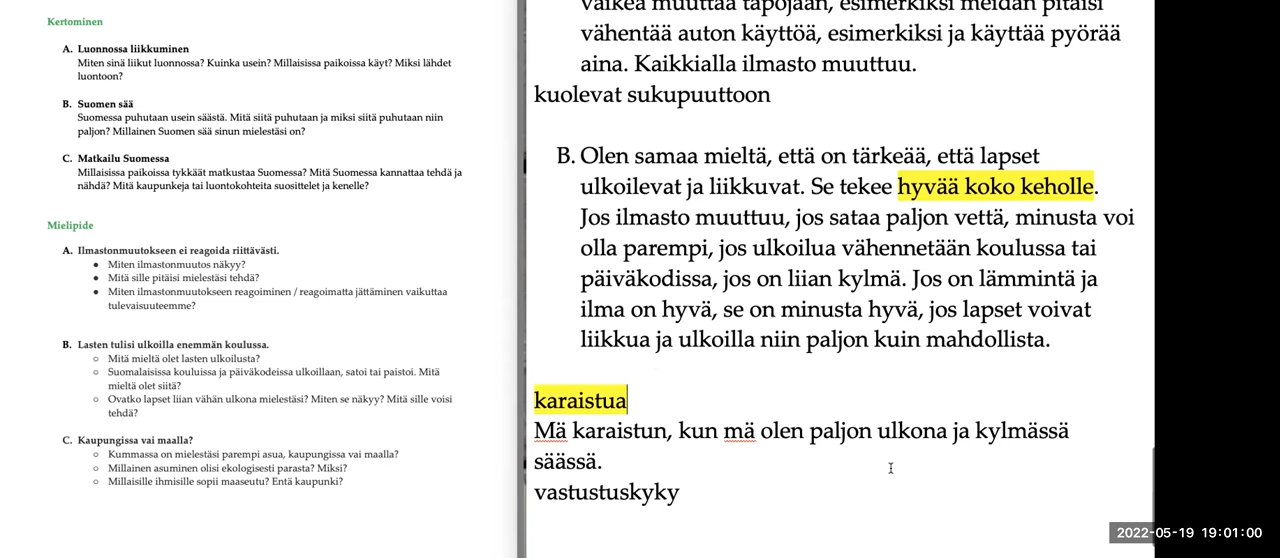 Kertominen
A. Luonnossa liikkuminen
Miten sinä liikut luonnossa? Kuinka usein? Millaisissa paikoissa käyt? Miksi lähdet
luontoon?
B. Suomen sää
Suomessa puhutaan usein säästä. Mitä siitä puhutaan ja miksi siitä puhutaan niin
paljon? Millainen Suomen sää sinun mielestäsi on?
C. Matkailu Suomessa
Millaisissa paikoissa tykkäät matkustaa Suomessa? Mitä Suomessa kannattaa tehdä ja
nähdä? Mitä kaupunkeja tai luontokohteita suosittelet ja kenelle?
Mielipide
A. Ilmastonmuutokseen ei reagoida riittävästi.
● Miten ilmastonmuutos näkyy?
● Mitä sille pitäisi mielestäsi tehdä?
● Miten ilmastonmuutokseen reagoiminen / reagoimatta jättäminen vaikuttaa
tulevaisuuteemme?
B. Lasten tulisi ulkoilla enemmän koulussa.
○ Mitä mieltä olet lasten ulkoilusta?
○ Suomalaisissa kouluissa ja päiväkodeissa ulkoillaan, satoi tai paistoi. Mitä
mieltä olet siitä?
○ Ovatko lapset liian vähän ulkona mielestäsi? Miten se näkyy? Mitä sille voisi
tehdä?
C. Kaupungissa vai maalla?
○ Kummassa on mielestäsi parempi asua, kaupungissa vai maalla?
○ Millainen asuminen olisi ekologisesti parasta? Miksi?
○ Millaisille ihmisille sopii maaseutu? Entä kaupunki?
vaikea muuttaa tapojaan, esimerkiksi meidän pitäisi
vähentää auton käyttöä, esimerkiksi ja käyttää pyörää
aina. Kaikkialla ilmasto muuttuu.
kuolevat sukupuuttoon
B. Olen samaa mieltä, että on tärkeää, että lapset
ulkoilevat ja liikkuvat. Se tekee hyvää koko keholle.
Jos ilmasto muuttuu, jos sataa paljon vettä, minusta voi
olla parempi, jos ulkoilua vähennetään koulussa tai
päiväkodissa, jos on liian kylmä. Jos on lämmintä ja
ilma on hyvä, se on minusta hyvä, jos lapset voivat
liikkua ja ulkoilla niin paljon kuin mahdollista.
karaistua
Mä karaistun, kun mä olen paljon ulkona ja kylmässä
säässä.
vastustuskyky
2022-05-19 19:01:00